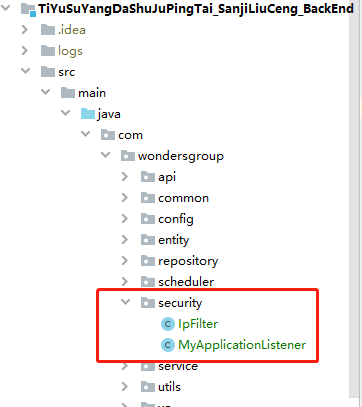 TiYuSuYangDaShuJuPingTai_SanjiLiuCeng_BackEnd
.idea
logs
src
main
java
com
wondersgroup
api
common
config
entity
repository
scheduler
security
IpFilter
MyApplicationListener
service
utils